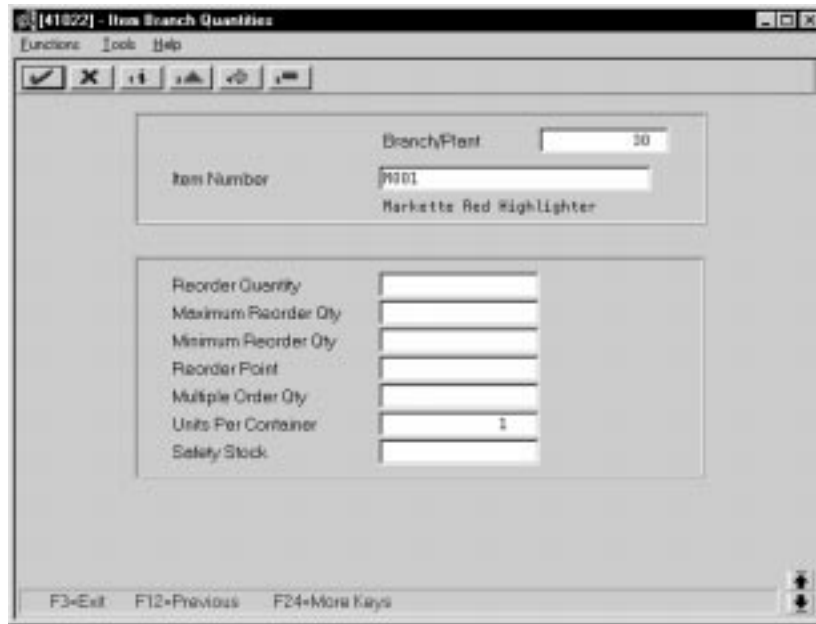 [41022] - Item Branch Quantities
Functions Tools Help
Branch/Plant 30
Item Number M001
Markette Red Highlighter
Reorder Quantity
Maximum Reorder Qty
Minimum Reorder Qty
Reorder Point
Multiple Order Qty
Units Per Container 1
Safety Stock
F3=Exit F12=Previous F24=More Keys